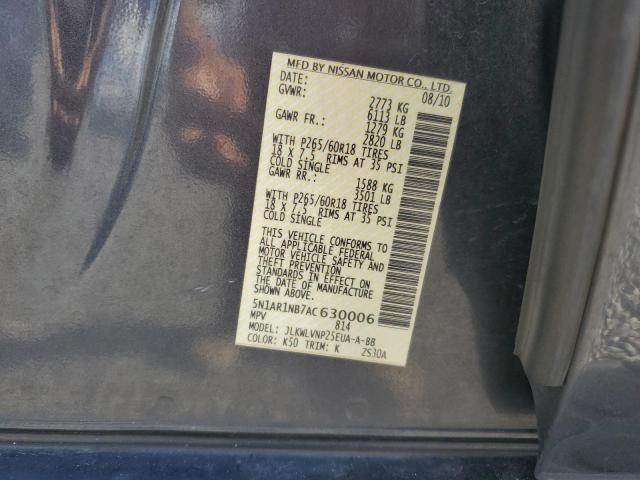 MFD BY NISSAN MOTOR CO., LTD.
DATE: 08/10
GVWR: 2773 KG
6113 LB
GAWR FR.: 1279 KG
2820 LB
WITH P265/60R18 TIRES
18 X 7.5 RIMS AT 35 PSI
COLD SINGLE
GAWR RR.: 1588 KG
3501 LB
WITH P265/60R18 TIRES
18 X 7.5 RIMS AT 35 PSI
COLD SINGLE
THIS VEHICLE CONFORMS TO
ALL APPLICABLE FEDERAL
MOTOR VEHICLE SAFETY AND
THEFT PREVENTION
STANDARDS IN EFFECT ON
THE DATE OF MANUFACTURE
SHOWN ABOVE.
5N1AR1NB7AC630006
MPV 814
MODEL: JLKWLVNP25EUA-A-BB
COLOR: K50 TRIM: K 2S30A